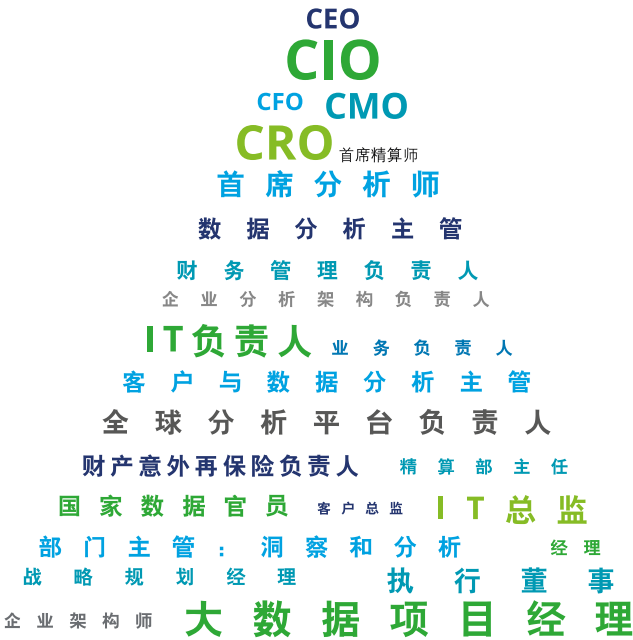 CEO
CIO
CFO CMO
CRO 首席精算师
首席分析师
数据分析主管
财务管理负责人
企业分析架构负责人
IT负责人 业务负责人
客户与数据分析主管
全球分析平台负责人
财产意外再保险负责人 精算部主任
国家数据官员 客户总监 IT总监
部门主管：洞察和分析 经理
战略规划经理 执行董事
企业架构师 大数据项目经理